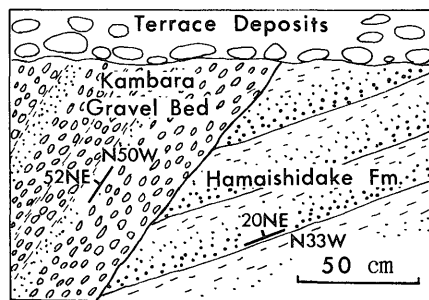 Terrace Deposits
Kambara
Gravel Bed
N50W
52NE
Hamaishidake Fm.
20NE
N33W
50 cm